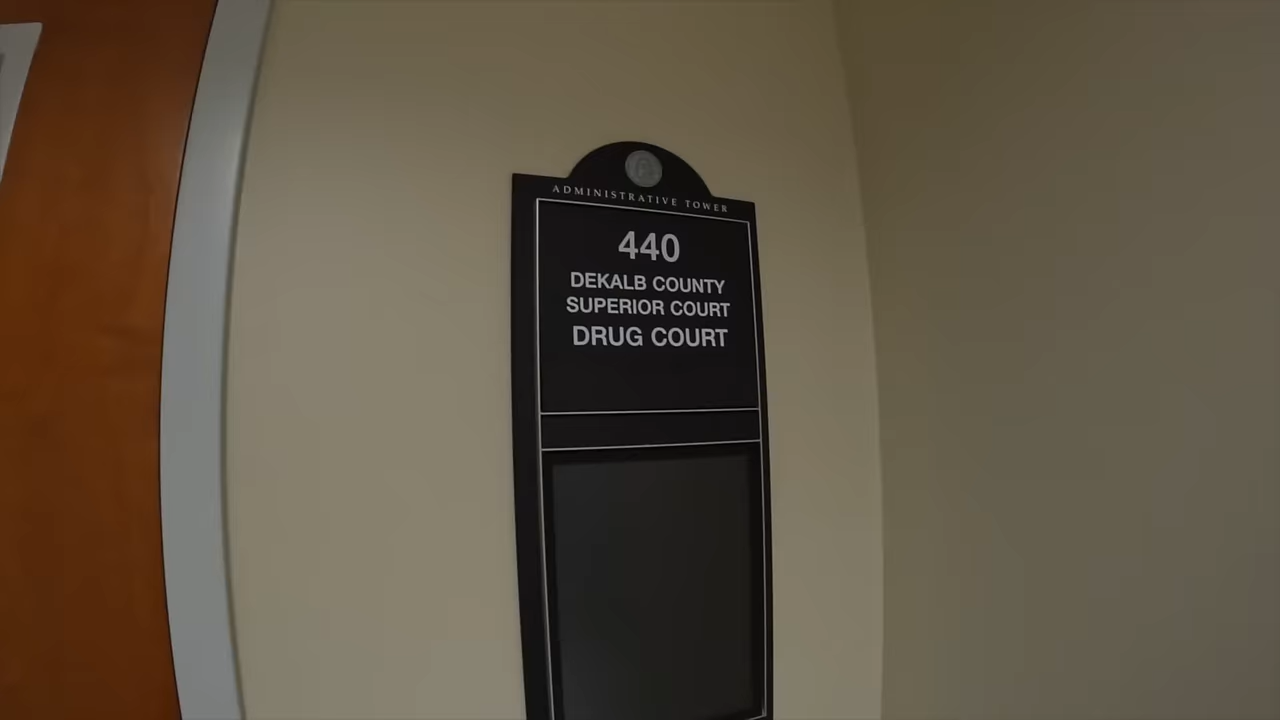 ADMINISTRATIVE TOWER
440
DEKALB COUNTY
SUPERIOR COURT
DRUG COURT